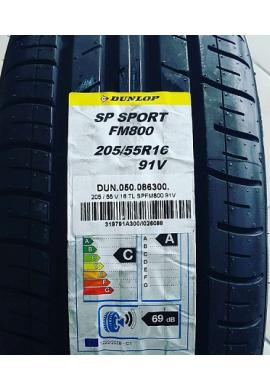 DUNLOP
SP SPORT
FM800
205/55R16
91V
DUN.050.086300.
205 / 55 V 16 TL SPFM800 91V
A
C
69 dB